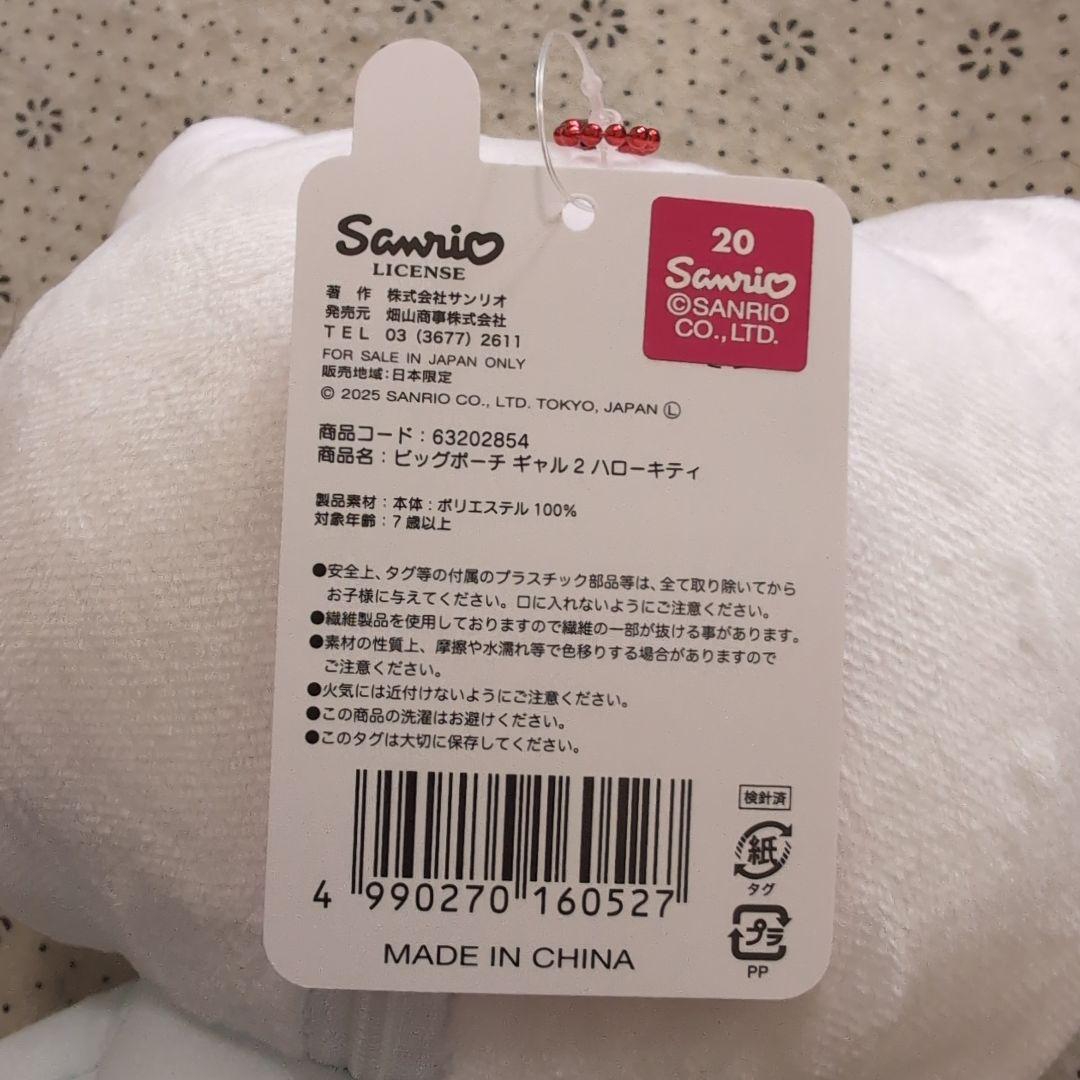 Sanrio
LICENSE
著 作 株式会社サンリオ
発売元 畑山商事株式会社
TEL 03 (3677) 2611
FOR SALE IN JAPAN ONLY
販売地域:日本限定
© 2025 SANRIO CO., LTD. TOKYO, JAPAN Ⓛ
20
Sanrio
©SANRIO
CO.,LTD.
商品コード:63202854
商品名:ビッグポーチ ギャル2 ハローキティ
製品素材:本体:ポリエステル100%
対象年齢:7歳以上
●安全上、タグ等の付属のプラスチック部品等は、全て取り除いてから
お子様に与えてください。口に入れないようにご注意ください。
●繊維製品を使用しておりますので繊維の一部が抜ける事があります。
●素材の性質上、摩擦や水濡れ等で色移りする場合がありますので
ご注意ください。
●火気には近付けないようにご注意ください。
●この商品の洗濯はお避けください。
●このタグは大切に保存してください。
4 990270 160527
MADE IN CHINA
検針済
紙
タグ
プラ
PP